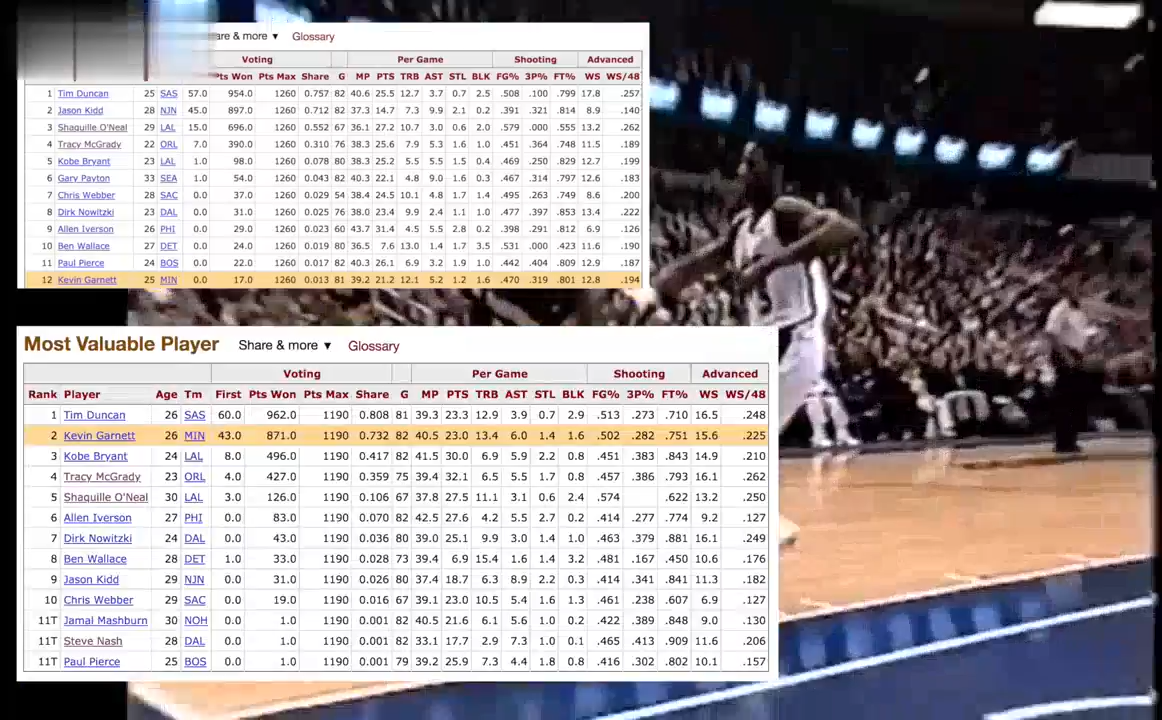 are & more ▼ Glossary
Voting Per Game Shooting Advanced
Pts Won Pts Max Share G MP PTS TRB AST STL BLK FG% 3P% FT% WS WS/48
1 Tim Duncan 25 SAS 57.0 954.0 1260 0.757 82 40.6 25.5 12.7 3.7 0.7 2.5 .508 .100 .799 17.8 .257
2 Jason Kidd 28 NJN 45.0 897.0 1260 0.712 82 37.3 14.7 7.3 9.9 2.1 0.2 .391 .321 .814 8.9 .140
3 Shaquille O'Neal 29 LAL 15.0 696.0 1260 0.552 67 36.1 27.2 10.7 3.0 0.6 2.0 .579 .000 .555 13.2 .262
4 Tracy McGrady 22 ORL 7.0 390.0 1260 0.310 76 38.3 25.6 7.9 5.3 1.6 1.0 .451 .364 .748 11.5 .189
5 Kobe Bryant 23 LAL 1.0 98.0 1260 0.078 80 38.3 25.2 5.5 5.5 1.5 0.4 .469 .250 .829 12.7 .199
6 Gary Payton 33 SEA 1.0 54.0 1260 0.043 82 40.3 22.1 4.8 9.0 1.6 0.3 .467 .314 .797 12.6 .183
7 Chris Webber 28 SAC 0.0 37.0 1260 0.029 54 38.4 24.5 10.1 4.8 1.7 1.4 .495 .263 .749 8.6 .200
8 Dirk Nowitzki 23 DAL 0.0 31.0 1260 0.025 76 38.0 23.4 9.9 2.4 1.1 1.0 .477 .397 .853 13.4 .222
9 Allen Iverson 26 PHI 0.0 29.0 1260 0.023 60 43.7 31.4 4.5 5.5 2.8 0.2 .398 .291 .812 6.9 .126
10 Ben Wallace 27 DET 0.0 24.0 1260 0.019 80 36.5 7.6 13.0 1.4 1.7 3.5 .531 .000 .423 11.6 .190
11 Paul Pierce 24 BOS 0.0 22.0 1260 0.017 82 40.3 26.1 6.9 3.2 1.9 1.0 .442 .404 .809 12.9 .187
12 Kevin Garnett 25 MIN 0.0 17.0 1260 0.013 81 39.2 21.2 12.1 5.2 1.2 1.6 .470 .319 .801 12.8 .194
Most Valuable Player Share & more ▼ Glossary
Voting Per Game Shooting Advanced
Rank Player Age Tm First Pts Won Pts Max Share G MP PTS TRB AST STL BLK FG% 3P% FT% WS WS/48
1 Tim Duncan 26 SAS 60.0 962.0 1190 0.808 81 39.3 23.3 12.9 3.9 0.7 2.9 .513 .273 .710 16.5 .248
2 Kevin Garnett 26 MIN 43.0 871.0 1190 0.732 82 40.5 23.0 13.4 6.0 1.4 1.6 .502 .282 .751 15.6 .225
3 Kobe Bryant 24 LAL 8.0 496.0 1190 0.417 82 41.5 30.0 6.9 5.9 2.2 0.8 .451 .383 .843 14.9 .210
4 Tracy McGrady 23 ORL 4.0 427.0 1190 0.359 75 39.4 32.1 6.5 5.5 1.7 0.8 .457 .386 .793 16.1 .262
5 Shaquille O'Neal 30 LAL 3.0 126.0 1190 0.106 67 37.8 27.5 11.1 3.1 0.6 2.4 .574 .622 13.2 .250
6 Allen Iverson 27 PHI 0.0 83.0 1190 0.070 82 42.5 27.6 4.2 5.5 2.7 0.2 .414 .277 .774 9.2 .127
7 Dirk Nowitzki 24 DAL 0.0 43.0 1190 0.036 80 39.0 25.1 9.9 3.0 1.4 1.0 .463 .379 .881 16.1 .249
8 Ben Wallace 28 DET 1.0 33.0 1190 0.028 73 39.4 6.9 15.4 1.6 1.4 3.2 .481 .167 .450 10.6 .176
9 Jason Kidd 29 NJN 0.0 31.0 1190 0.026 80 37.4 18.7 6.3 8.9 2.2 0.3 .414 .341 .841 11.3 .182
10 Chris Webber 29 SAC 0.0 19.0 1190 0.016 67 39.1 23.0 10.5 5.4 1.6 1.3 .461 .238 .607 6.9 .127
11T Jamal Mashburn 30 NOH 0.0 1.0 1190 0.001 82 40.5 21.6 6.1 5.6 1.0 0.2 .422 .389 .848 9.0 .130
11T Steve Nash 28 DAL 0.0 1.0 1190 0.001 82 33.1 17.7 2.9 7.3 1.0 0.1 .465 .413 .909 11.6 .206
11T Paul Pierce 25 BOS 0.0 1.0 1190 0.001 79 39.2 25.9 7.3 4.4 1.8 0.8 .416 .302 .802 10.1 .157